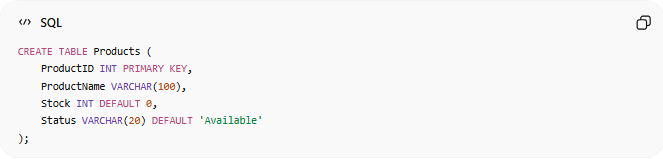 </> SQL
CREATE TABLE Products (
    ProductID INT PRIMARY KEY,
    ProductName VARCHAR(100),
    Stock INT DEFAULT 0,
    Status VARCHAR(20) DEFAULT 'Available'
);